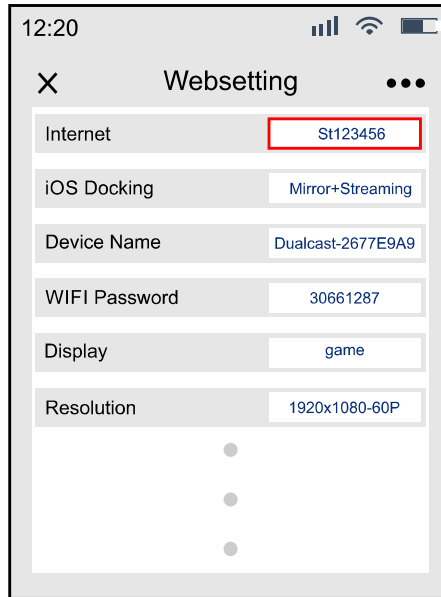 12:20
Websetting
Internet St123456
iOS Docking Mirror+Streaming
Device Name Dualcast-2677E9A9
WIFI Password 30661287
Display game
Resolution 1920x1080-60P